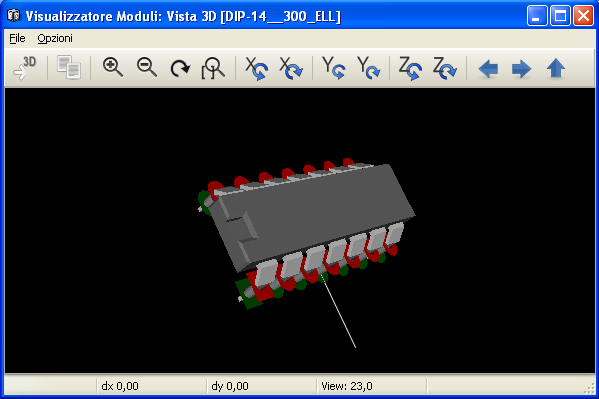 Visualizzatore Moduli: Vista 3D [DIP-14__300_ELL]
File Opzioni
3D X X Y Y Z Z
dx 0,00 dy 0,00 View: 23,0